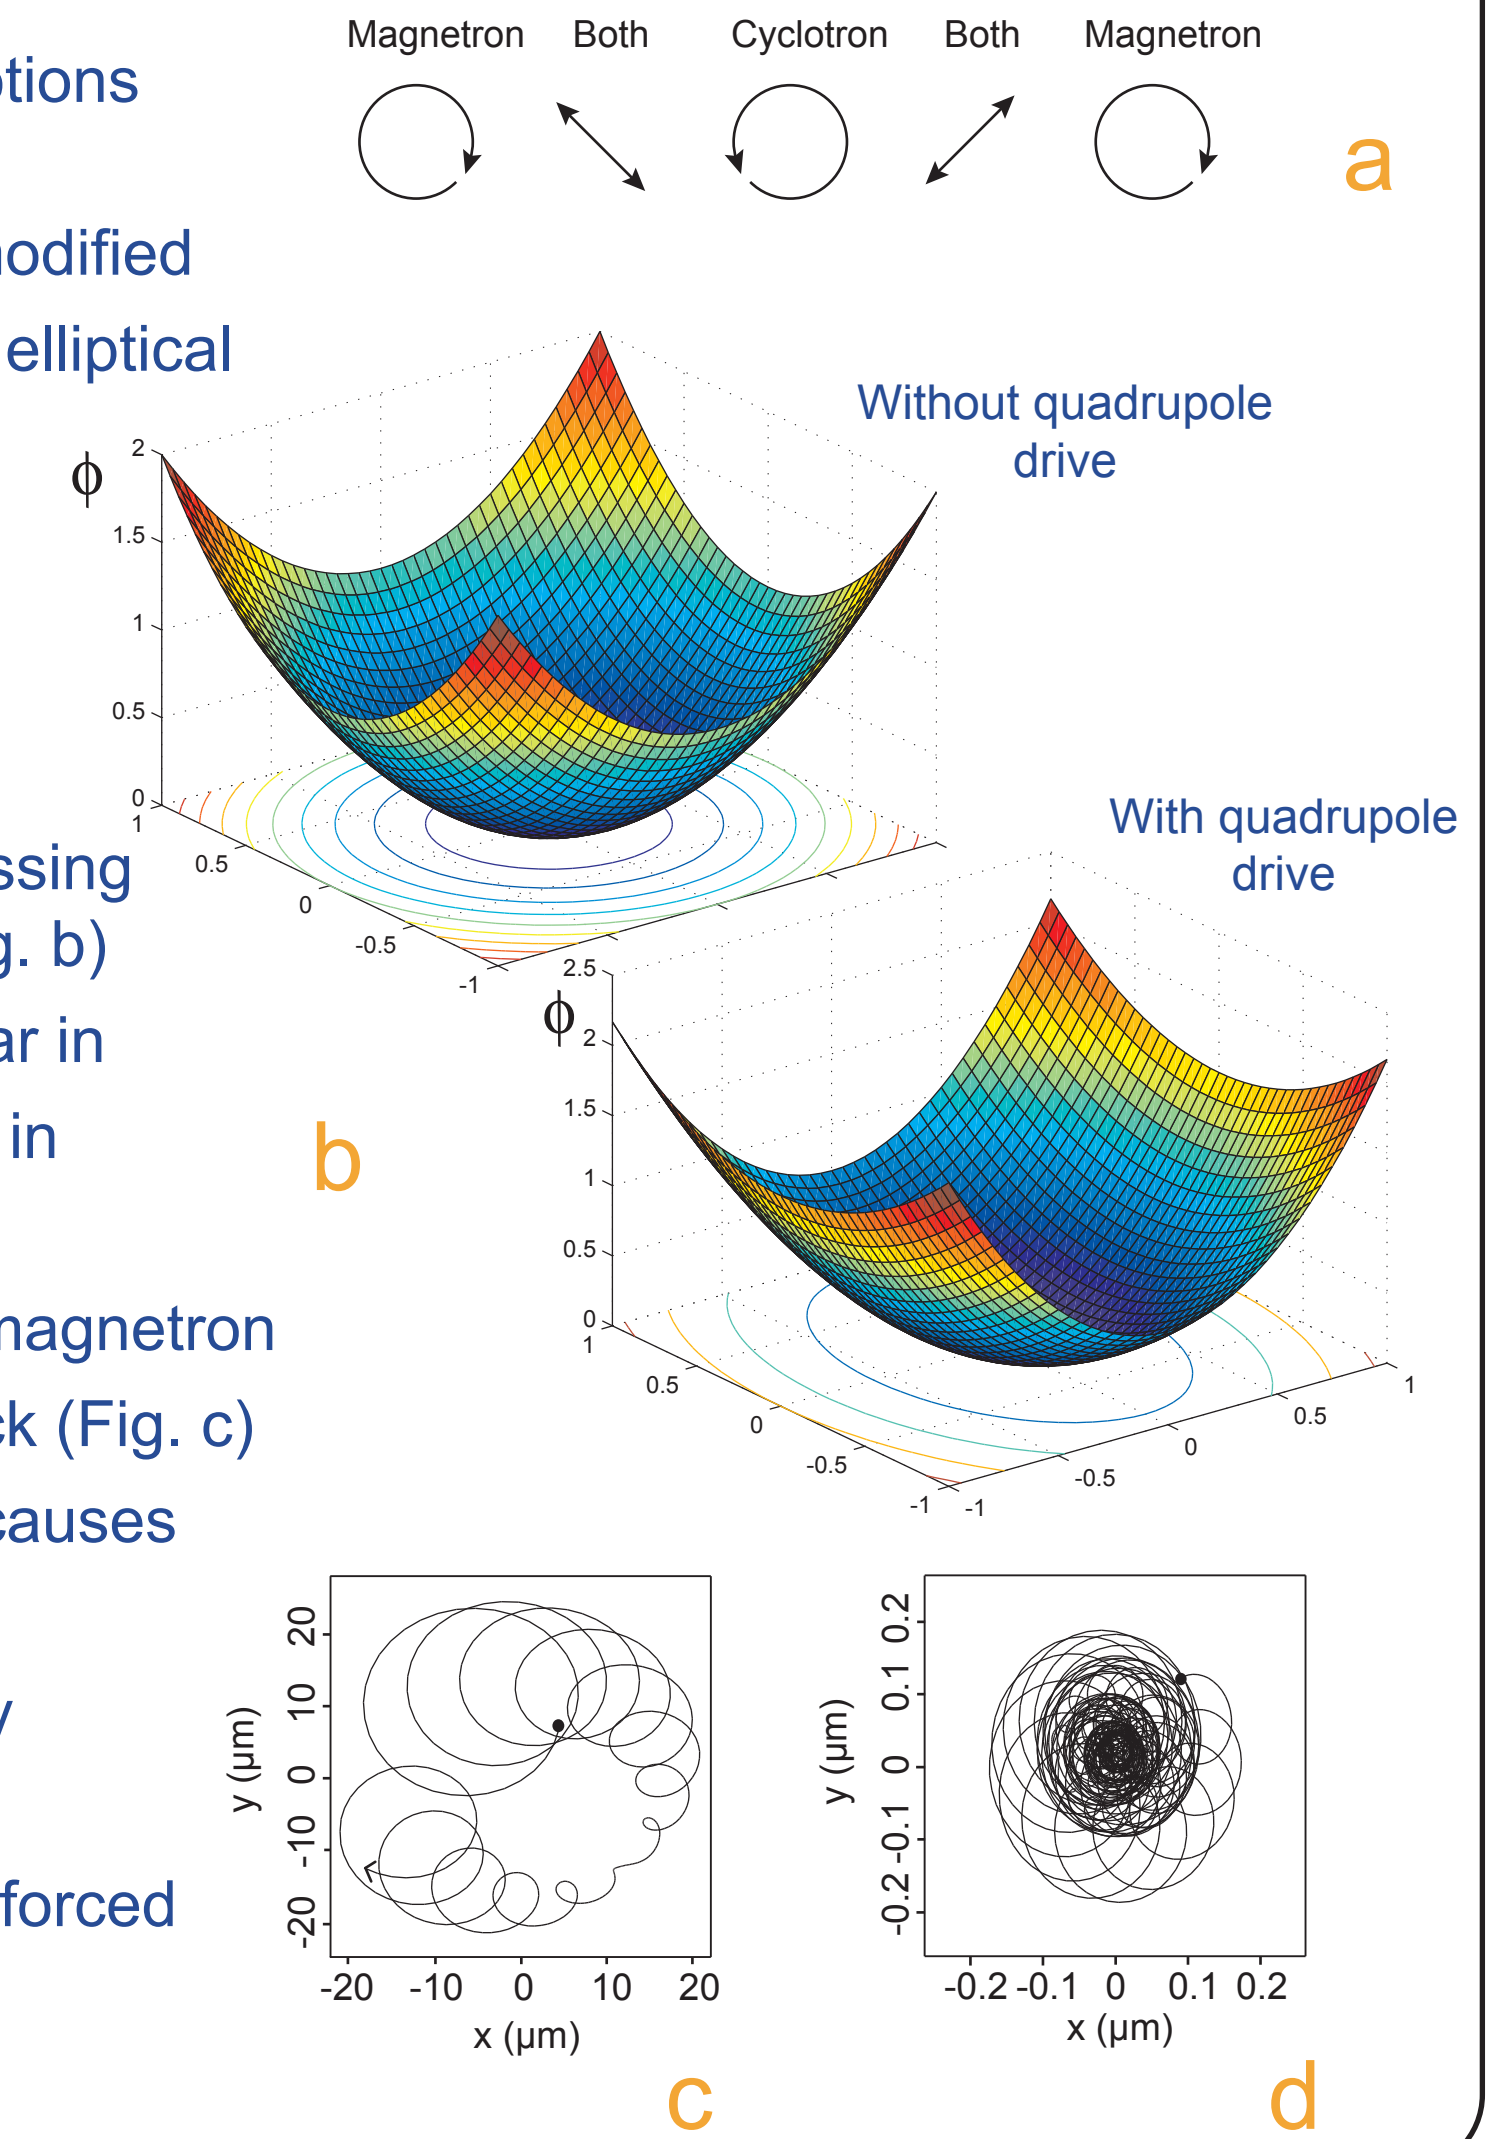 Magnetron Both Cyclotron Both Magnetron
otions
a
nodified
elliptical
Without quadrupole
drive
ϕ
2
1.5
1
0.5
0
1
0.5
0
-0.5
-1
ssing
g. b)
ar in
in
b
With quadrupole
drive
ϕ
2.5
2
1.5
1
0.5
0
1
0.5
0
-0.5
-1
-1
-0.5
0
0.5
1
magnetron
ck (Fig. c)
causes
y
forced
y (µm)
20
10
0
-10
-20
-20 -10 0 10 20
x (µm)
c
y (µm)
0.2
0.1
0
-0.1
-0.2
-0.2 -0.1 0 0.1 0.2
x (µm)
d